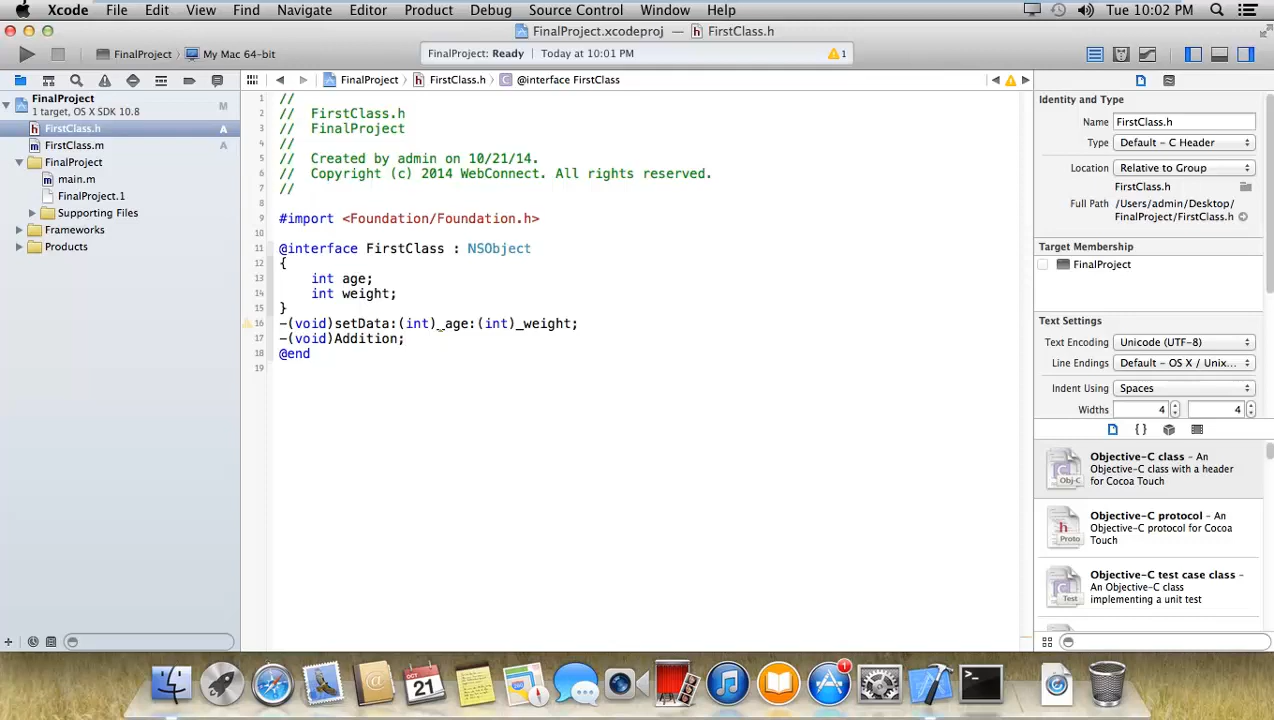 Xcode File Edit View Find Navigate Editor Product Debug Source Control Window Help Tue 10:02 PM
FinalProject.xcodeproj — FirstClass.h
FinalProject My Mac 64-bit
FinalProject: Ready Today at 10:01 PM 1
FinalProject FirstClass.h @interface FirstClass
FinalProject M
1 target, OS X SDK 10.8
FirstClass.h A
FirstClass.m A
FinalProject
main.m
FinalProject.1
Supporting Files
Frameworks
Products
1 //
2 // FirstClass.h
3 // FinalProject
4 //
5 // Created by admin on 10/21/14.
6 // Copyright (c) 2014 WebConnect. All rights reserved.
7 //
8
9 #import <Foundation/Foundation.h>
10
11 @interface FirstClass : NSObject
12 {
13 int age;
14 int weight;
15 }
16 -(void)setData:(int)_age:(int)_weight;
17 -(void)Addition;
18 @end
19
Identity and Type
Name FirstClass.h
Type Default - C Header
Location Relative to Group
FirstClass.h
Full Path /Users/admin/Desktop/
FinalProject/FirstClass.h
Target Membership
FinalProject
Text Settings
Text Encoding Unicode (UTF-8)
Line Endings Default - OS X / Unix...
Indent Using Spaces
Widths 4 4
{ }
Objective-C class - An
Objective-C class with a header
for Cocoa Touch
Obj-C
Objective-C protocol - An
Objective-C protocol for Cocoa
Touch
Proto
Objective-C test case class -
An Objective-C class
implementing a unit test
Test
OCT
21
1